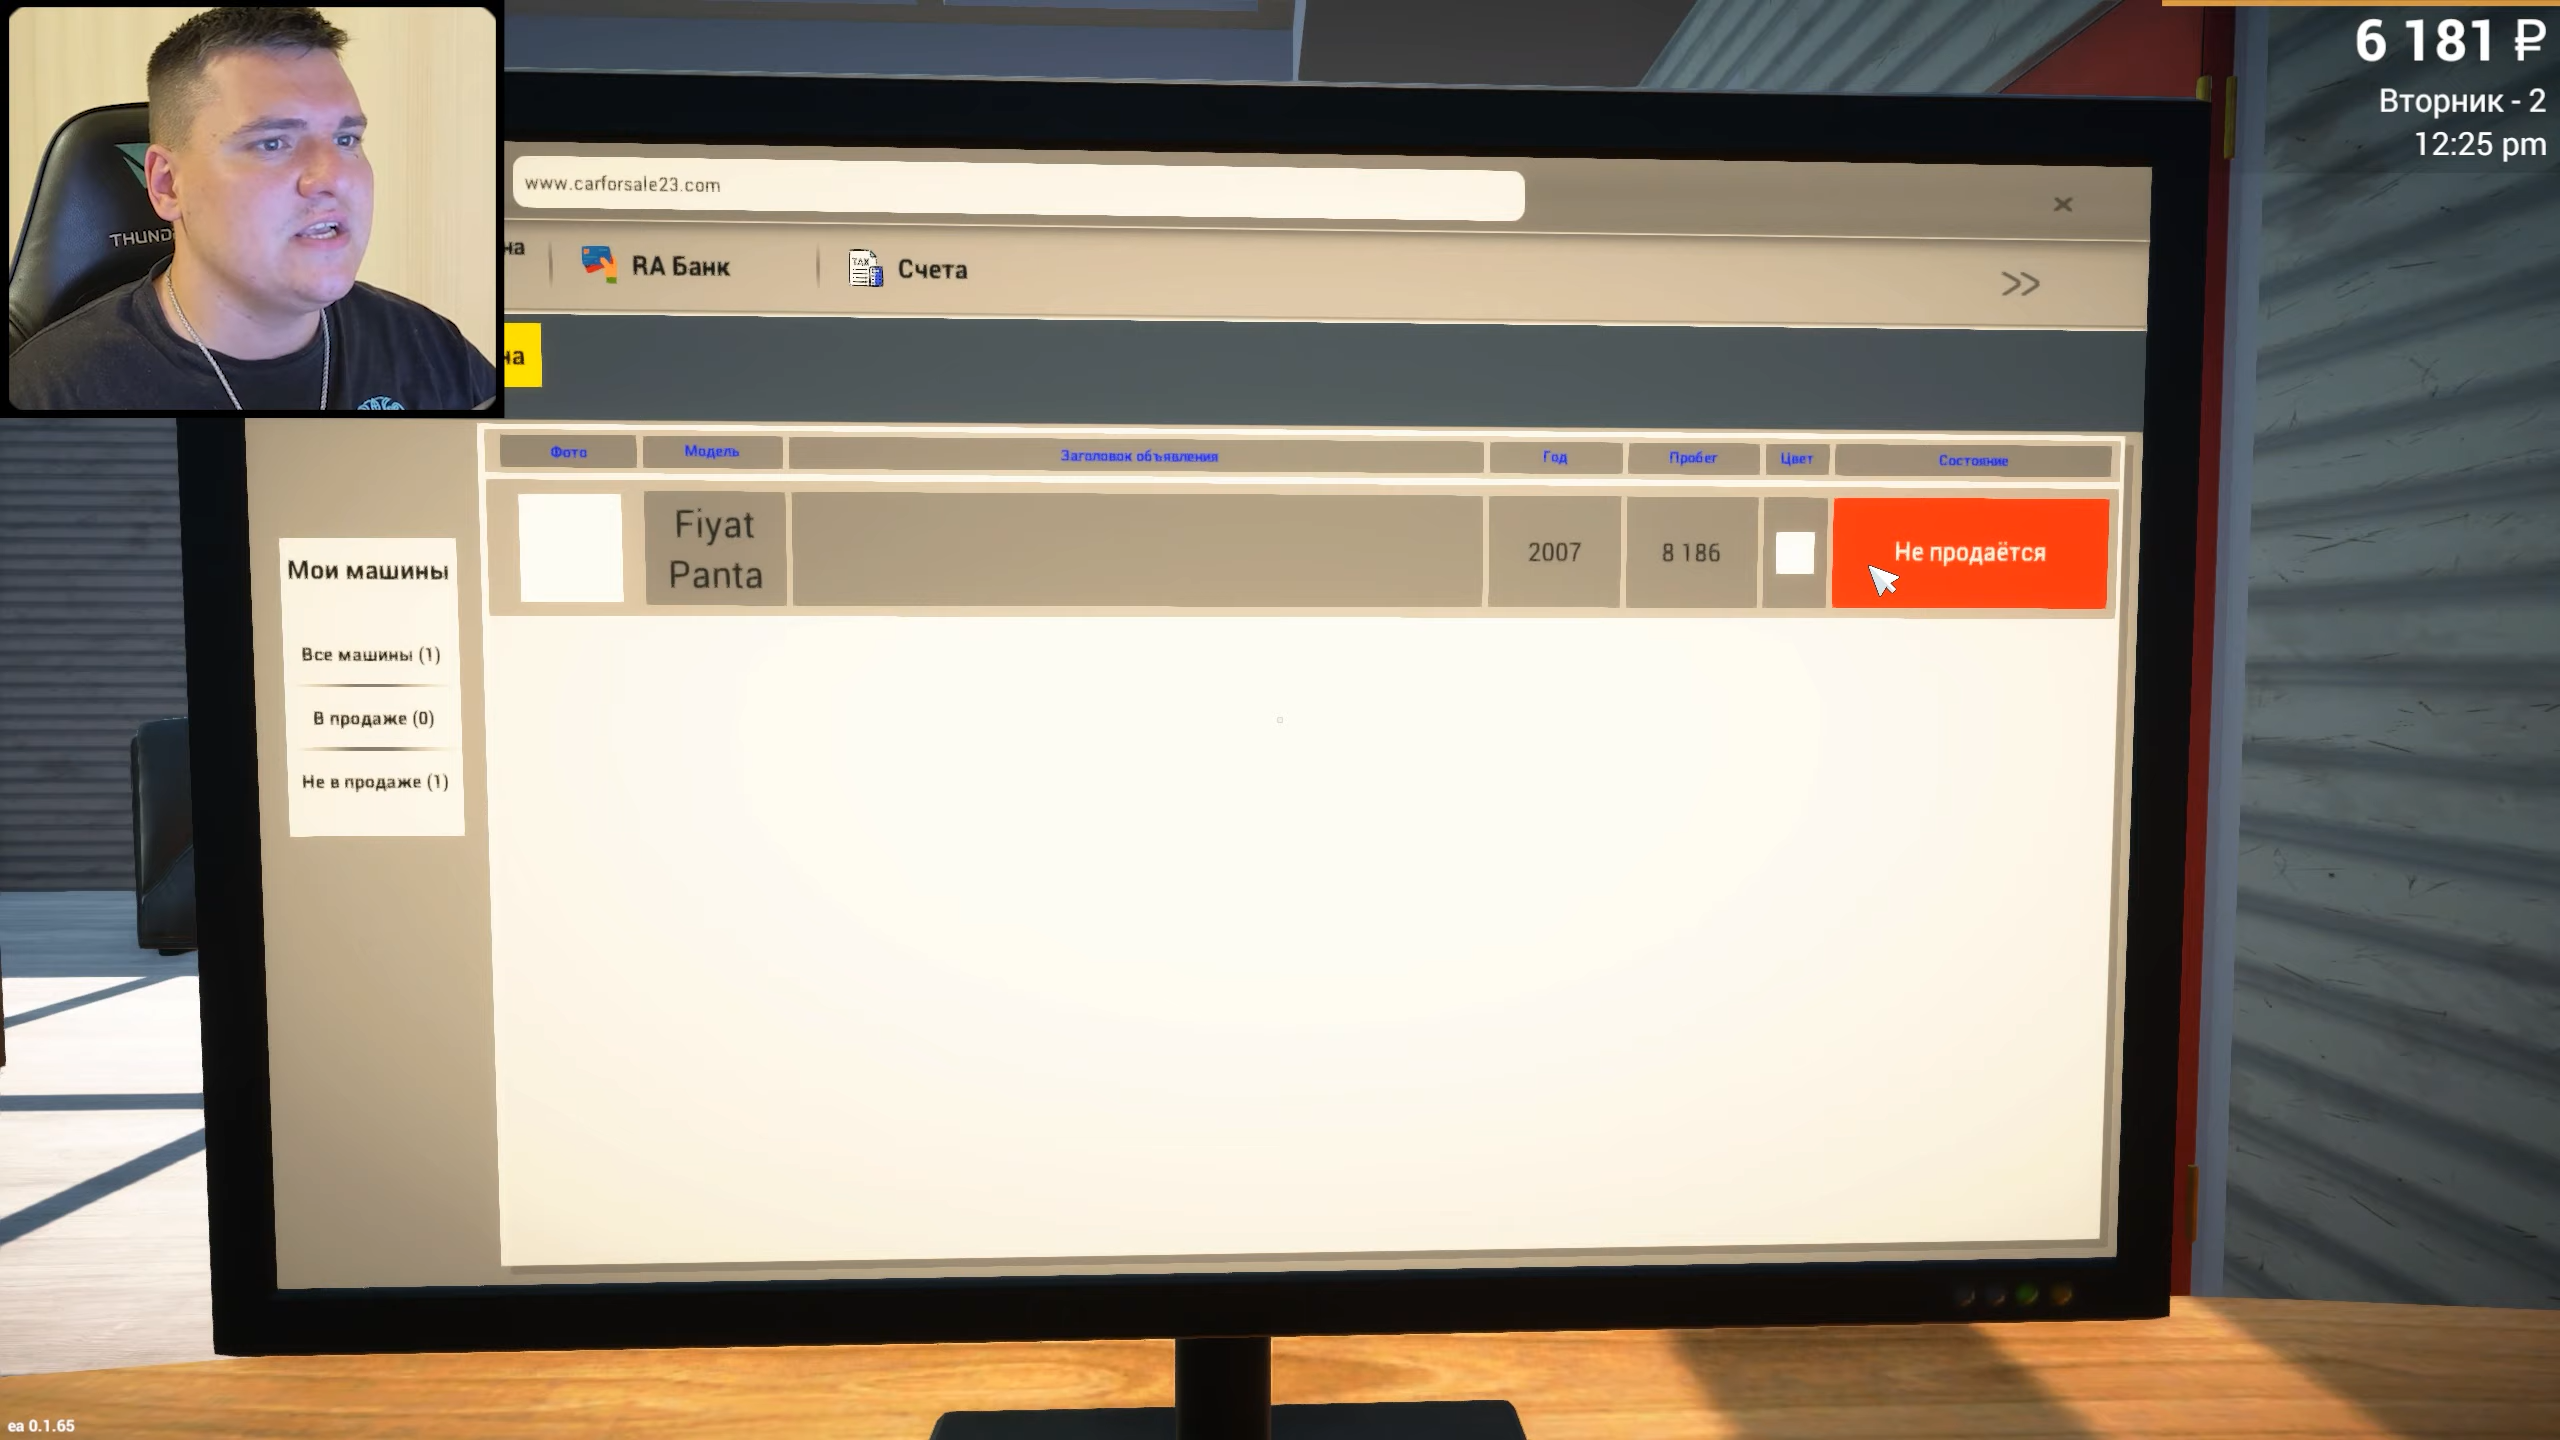 6 181 ₽
Вторник - 2
12:25 pm
THUND
www.carforsale23.com
на
RA Банк
TAX
Счета
на
Фото
Модель
Заголовок объявления
Год
Пробег
Цвет
Состояние
Fiyat
Panta
2007
8 186
Не продаётся
Мои машины
Все машины (1)
В продаже (0)
Не в продаже (1)
ea 0.1.65